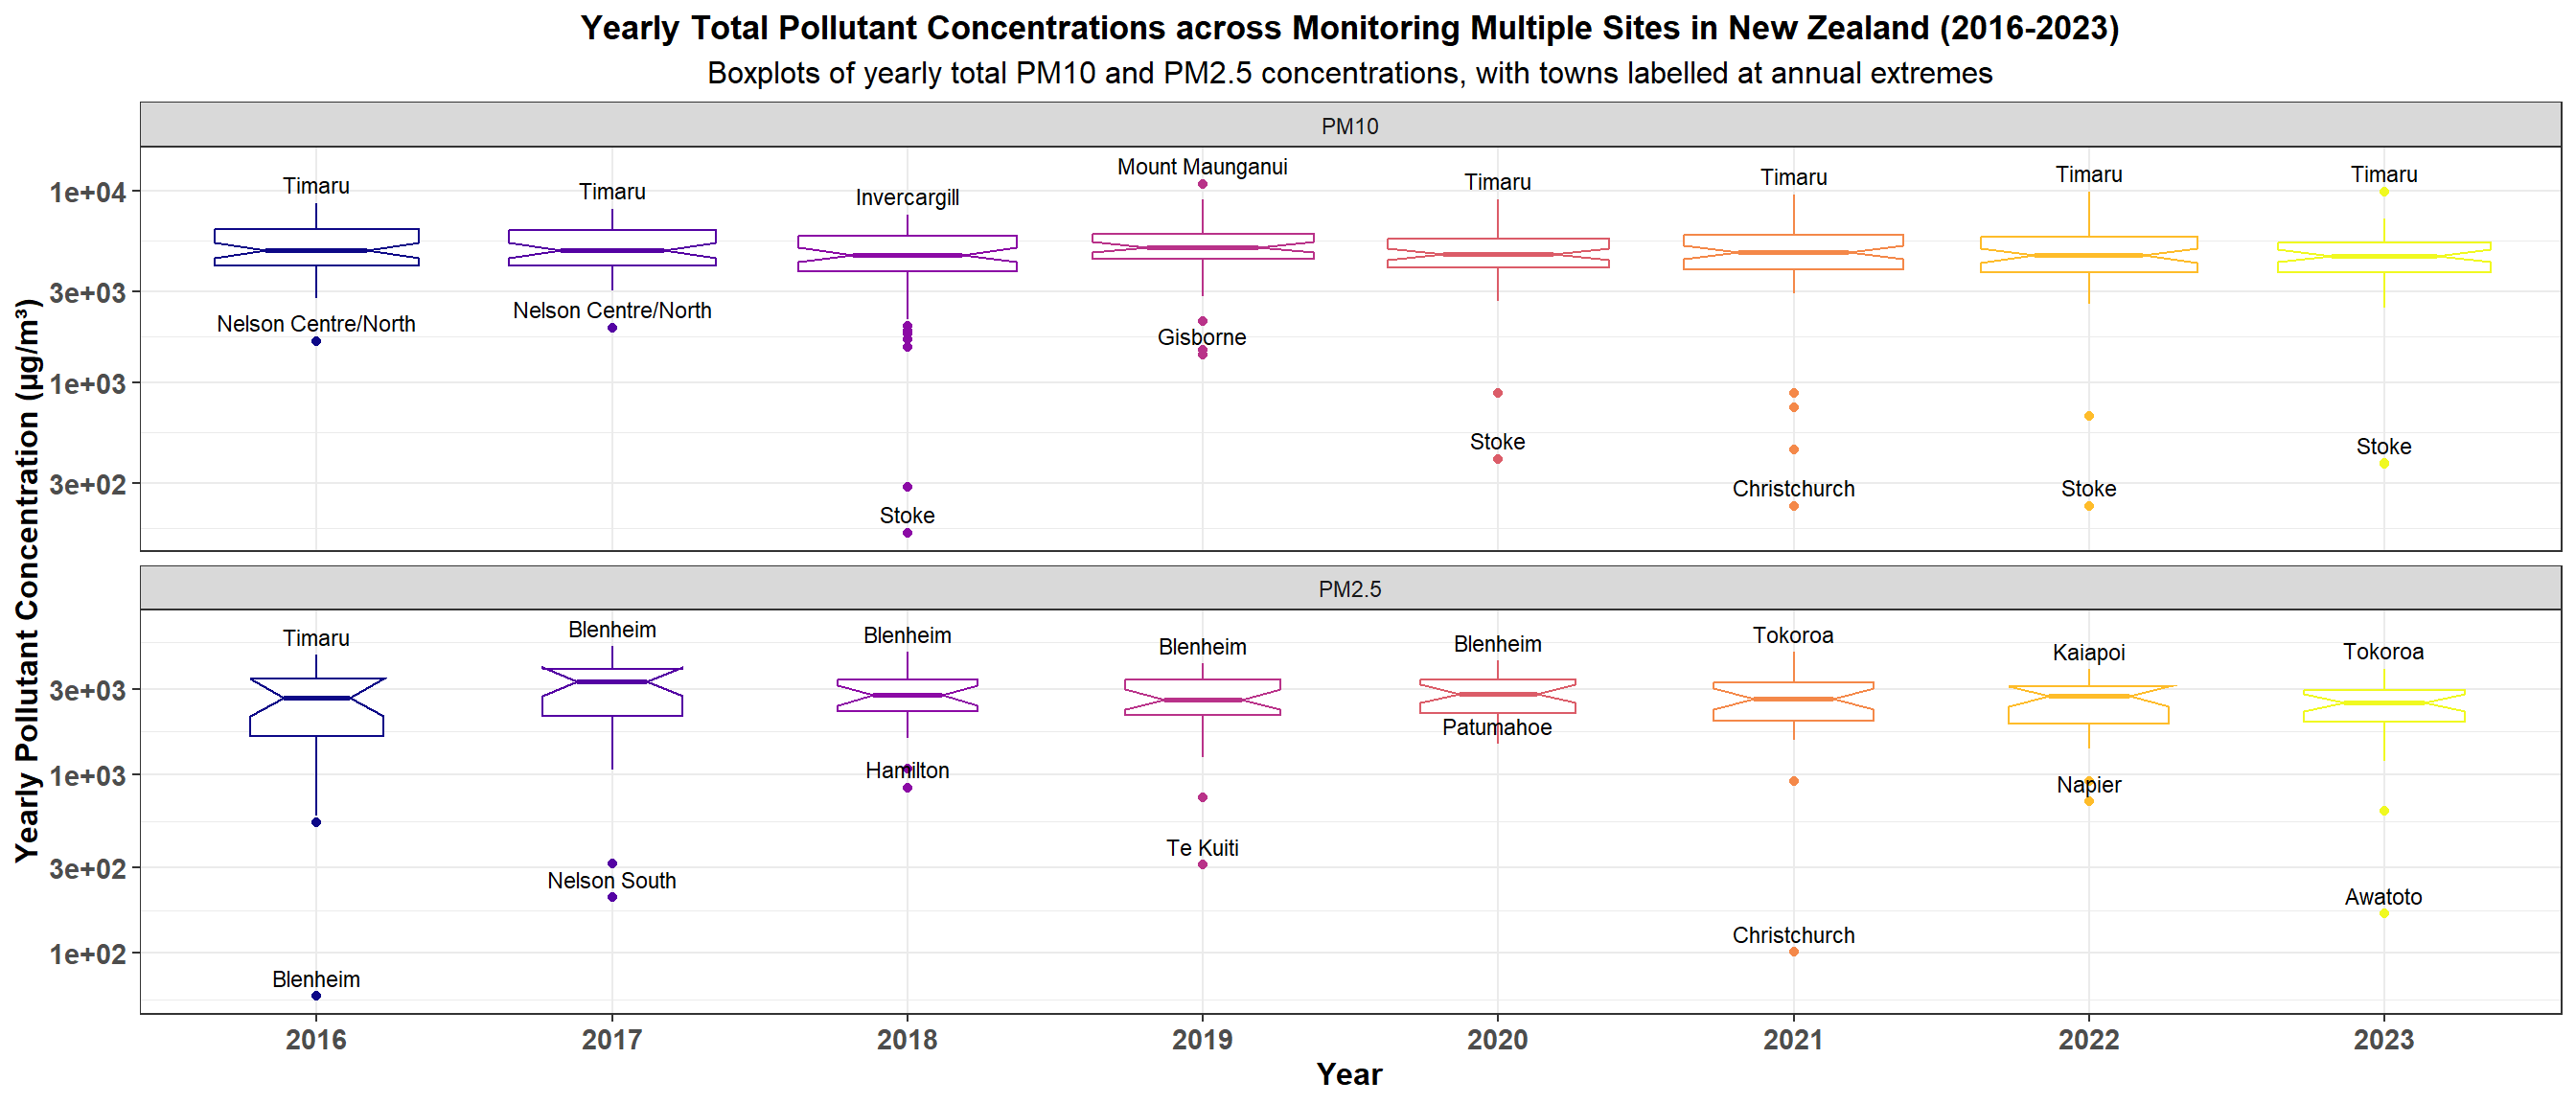 Yearly Total Pollutant Concentrations across Monitoring Multiple Sites in New Zealand (2016-2023)
Boxplots of yearly total PM10 and PM2.5 concentrations, with towns labelled at annual extremes
Yearly Pollutant Concentration (µg/m³)
PM10
1e+04
3e+03
1e+03
3e+02
Timaru
Timaru
Invercargill
Mount Maunganui
Timaru
Timaru
Timaru
Timaru
Nelson Centre/North
Nelson Centre/North
Stoke
Gisborne
Stoke
Christchurch
Stoke
Stoke
PM2.5
3e+03
1e+03
3e+02
1e+02
Timaru
Blenheim
Blenheim
Blenheim
Blenheim
Tokoroa
Kaiapoi
Tokoroa
Blenheim
Nelson South
Hamilton
Te Kuiti
Patumahoe
Christchurch
Napier
Awatoto
2016
2017
2018
2019
2020
2021
2022
2023
Year